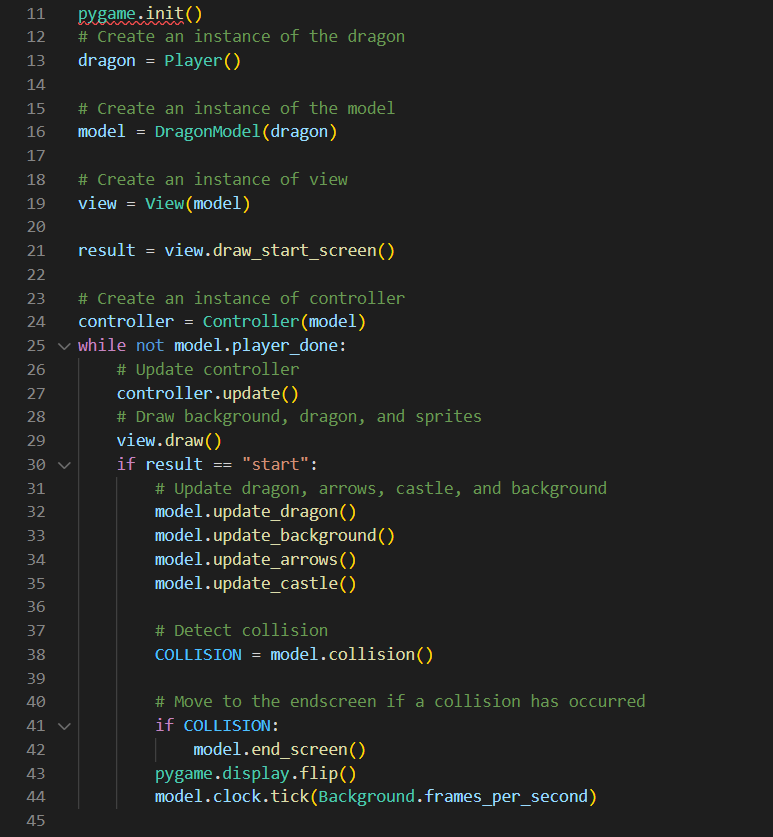 11 pygame.init()
12 # Create an instance of the dragon
13 dragon = Player()
14
15 # Create an instance of the model
16 model = DragonModel(dragon)
17
18 # Create an instance of view
19 view = View(model)
20
21 result = view.draw_start_screen()
22
23 # Create an instance of controller
24 controller = Controller(model)
25 while not model.player_done:
26     # Update controller
27     controller.update()
28     # Draw background, dragon, and sprites
29     view.draw()
30     if result == "start":
31         # Update dragon, arrows, castle, and background
32         model.update_dragon()
33         model.update_background()
34         model.update_arrows()
35         model.update_castle()
36
37         # Detect collision
38         COLLISION = model.collision()
39
40         # Move to the endscreen if a collision has occurred
41         if COLLISION:
42             model.end_screen()
43         pygame.display.flip()
44         model.clock.tick(Background.frames_per_second)
45